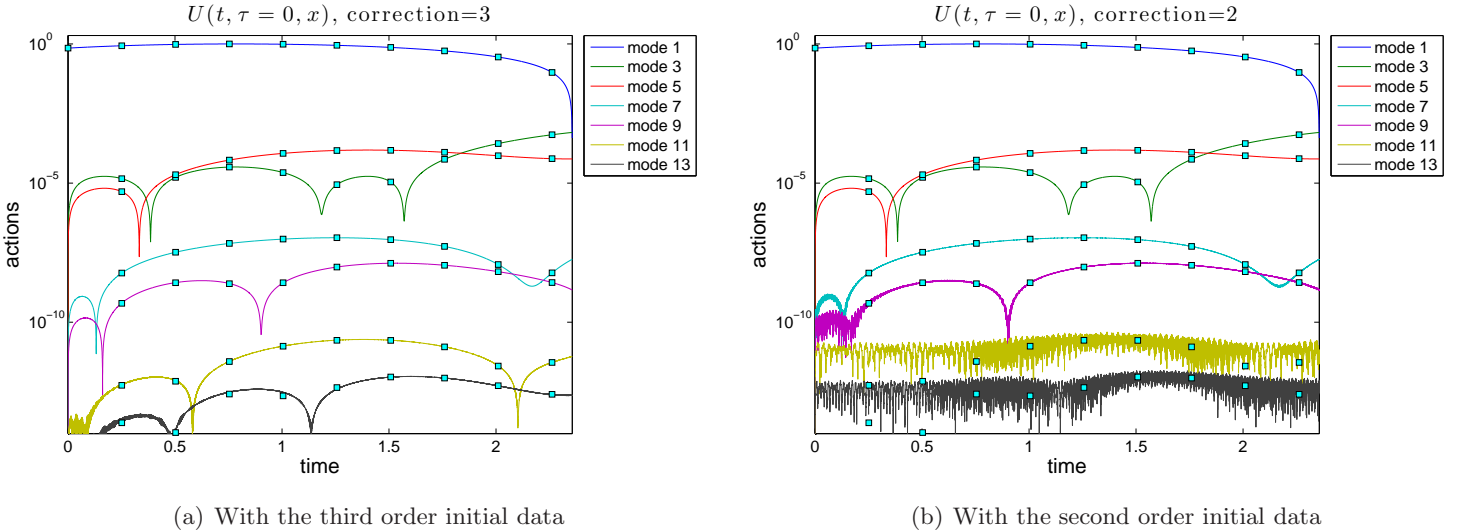 U(t, τ = 0, x), correction=3
10^0
10^−5
10^−10
actions
0 0.5 1 1.5 2
time
mode 1
mode 3
mode 5
mode 7
mode 9
mode 11
mode 13
(a) With the third order initial data
U(t, τ = 0, x), correction=2
10^0
10^−5
10^−10
actions
0 0.5 1 1.5 2
time
mode 1
mode 3
mode 5
mode 7
mode 9
mode 11
mode 13
(b) With the second order initial data